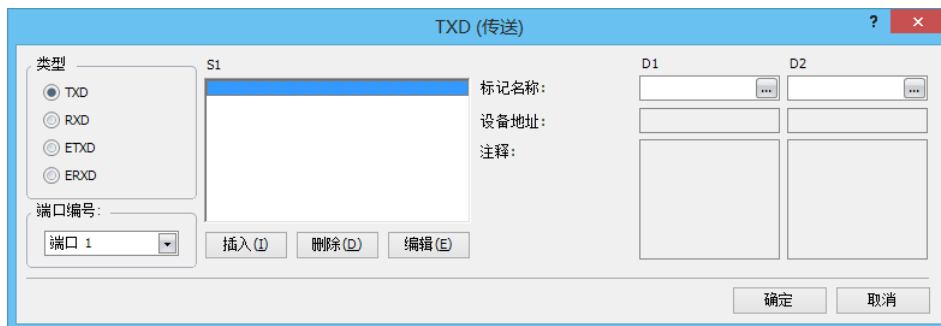 TXD (传送)
? ×
类型
TXD
RXD
ETXD
ERXD
端口编号:
端口 1
S1
插入(I) 删除(D) 编辑(E)
D1 D2
标记名称: ... ...
设备地址:
注释:
确定 取消